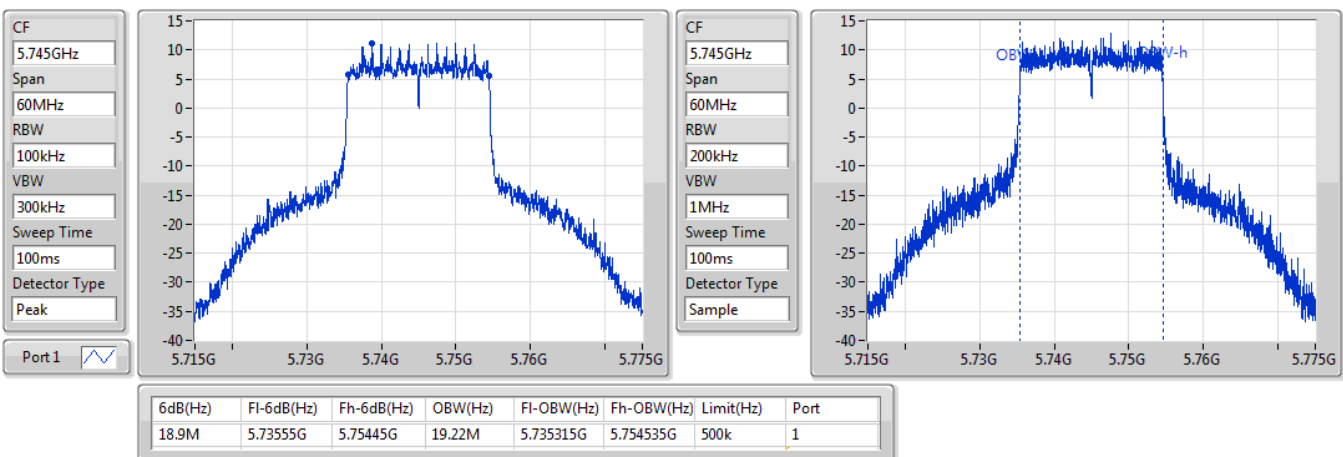 CF
5.745GHz
Span
60MHz
RBW
100kHz
VBW
300kHz
Sweep Time
100ms
Detector Type
Peak
Port 1
15
10
5
0
-5
-10
-15
-20
-25
-30
-35
-40
5.715G 5.73G 5.74G 5.75G 5.76G 5.775G
CF
5.745GHz
Span
60MHz
RBW
200kHz
VBW
1MHz
Sweep Time
100ms
Detector Type
Sample
15
10
5
0
-5
-10
-15
-20
-25
-30
-35
-40
5.715G 5.73G 5.74G 5.75G 5.76G 5.775G
6dB(Hz) Fl-6dB(Hz) Fh-6dB(Hz) OBW(Hz) Fl-OBW(Hz) Fh-OBW(Hz) Limit(Hz) Port
18.9M 5.73555G 5.75445G 19.22M 5.735315G 5.754535G 500k 1